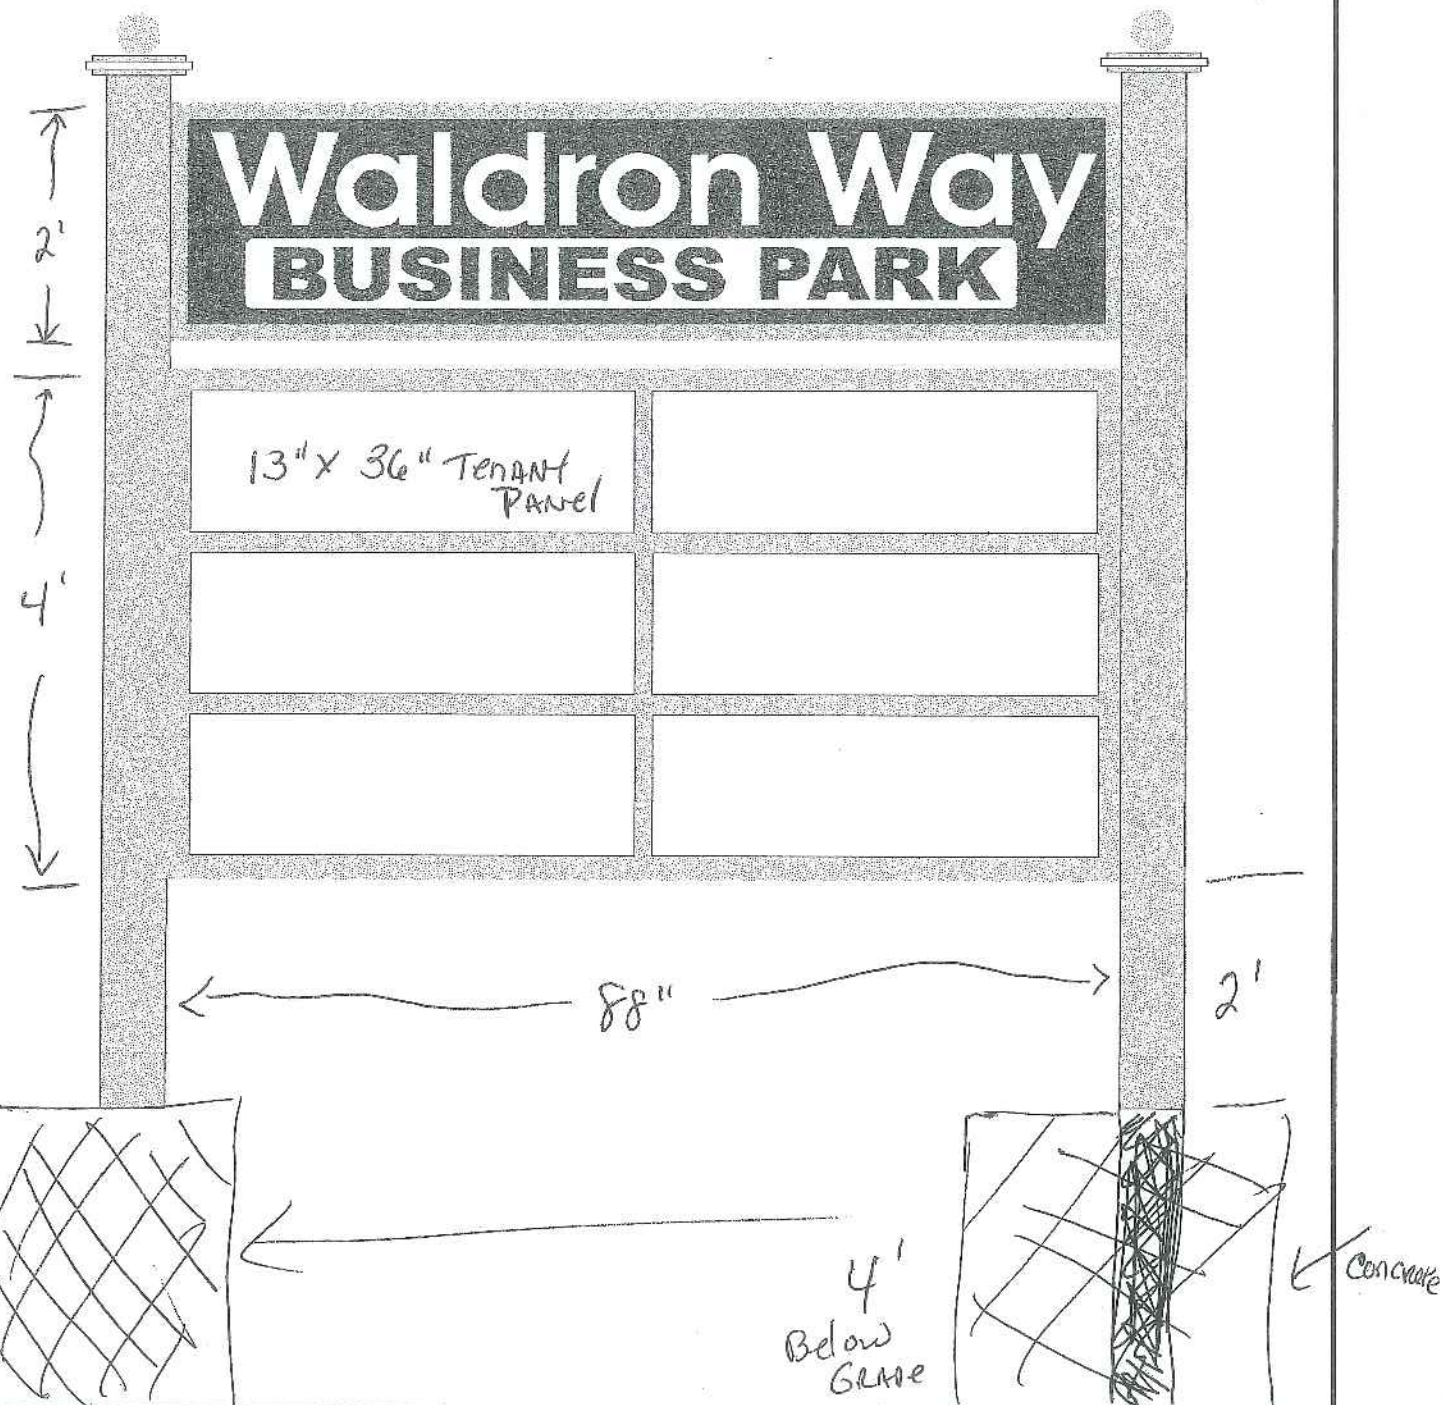 Waldron Way
BUSINESS PARK
2'
13" X 36" TENANT
PANel
4'
88"
2'
4'
Below
GRADe
Concrete